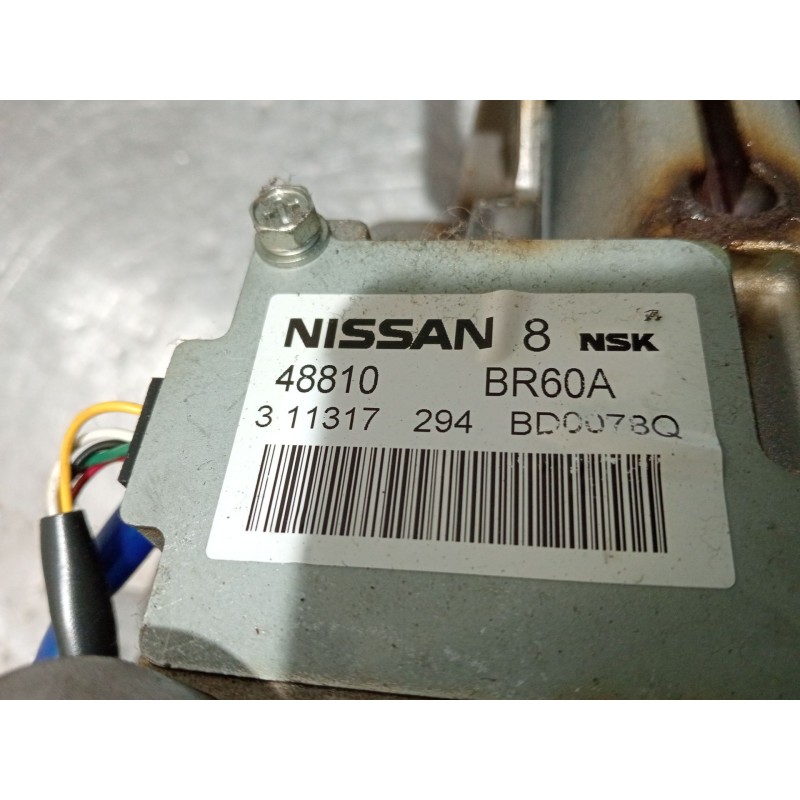 NISSAN 8 NSK
48810 BR60A
3 11317 294 BD0078Q